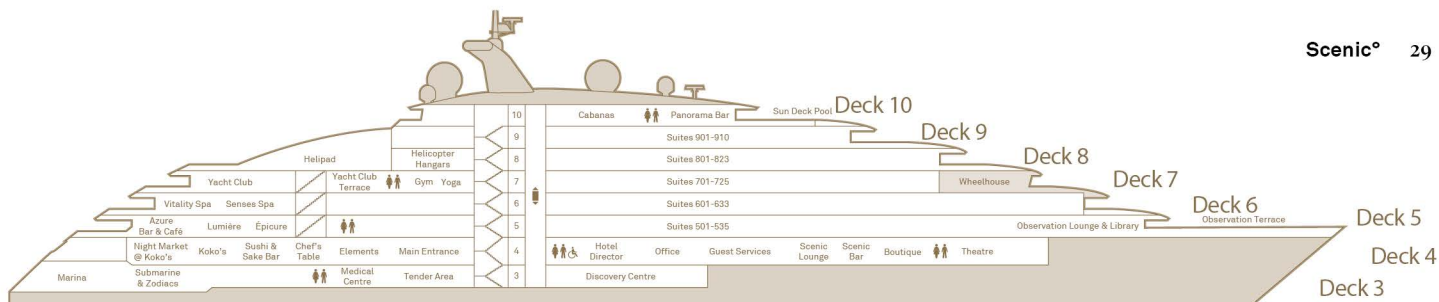 Scenic° 29
Deck 10
10 Cabanas Panorama Bar Sun Deck Pool
Deck 9
9 Suites 901-910
Deck 8
Helipad
Helicopter
Hangars
8 Suites 801-823
Deck 7
Yacht Club
Yacht Club
Terrace
Gym Yoga
7 Suites 701-725 Wheelhouse
Deck 6
Vitality Spa Senses Spa
6 Suites 601-633
Observation Terrace
Deck 5
Azure
Bar & Café
Lumière Épicure
5 Suites 501-535 Observation Lounge & Library
Deck 4
Night Market
@ Koko's
Koko's
Sushi &
Sake Bar
Chef's
Table
Elements Main Entrance
4
Hotel
Director
Office Guest Services
Scenic
Lounge
Scenic
Bar
Boutique Theatre
Deck 3
Marina
Submarine
& Zodiacs
Medical
Centre
Tender Area
3 Discovery Centre